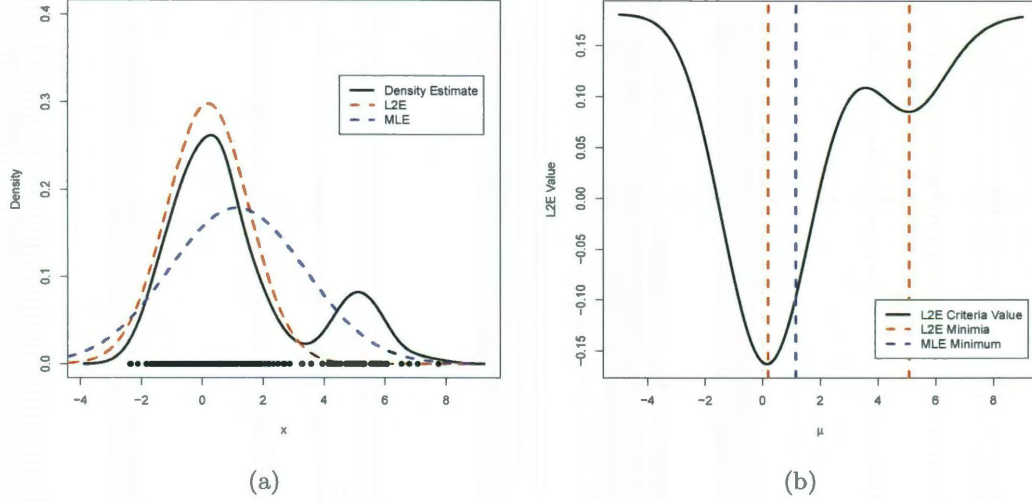 0.4
0.3
0.2
0.1
0.0
Density
Density Estimate
L2E
MLE
−4 −2 0 2 4 6 8
x
(a)
0.15
0.10
0.05
0.00
−0.05
−0.10
−0.15
L2E Value
L2E Criteria Value
L2E Minimia
MLE Minimum
−4 −2 0 2 4 6 8
μ
(b)